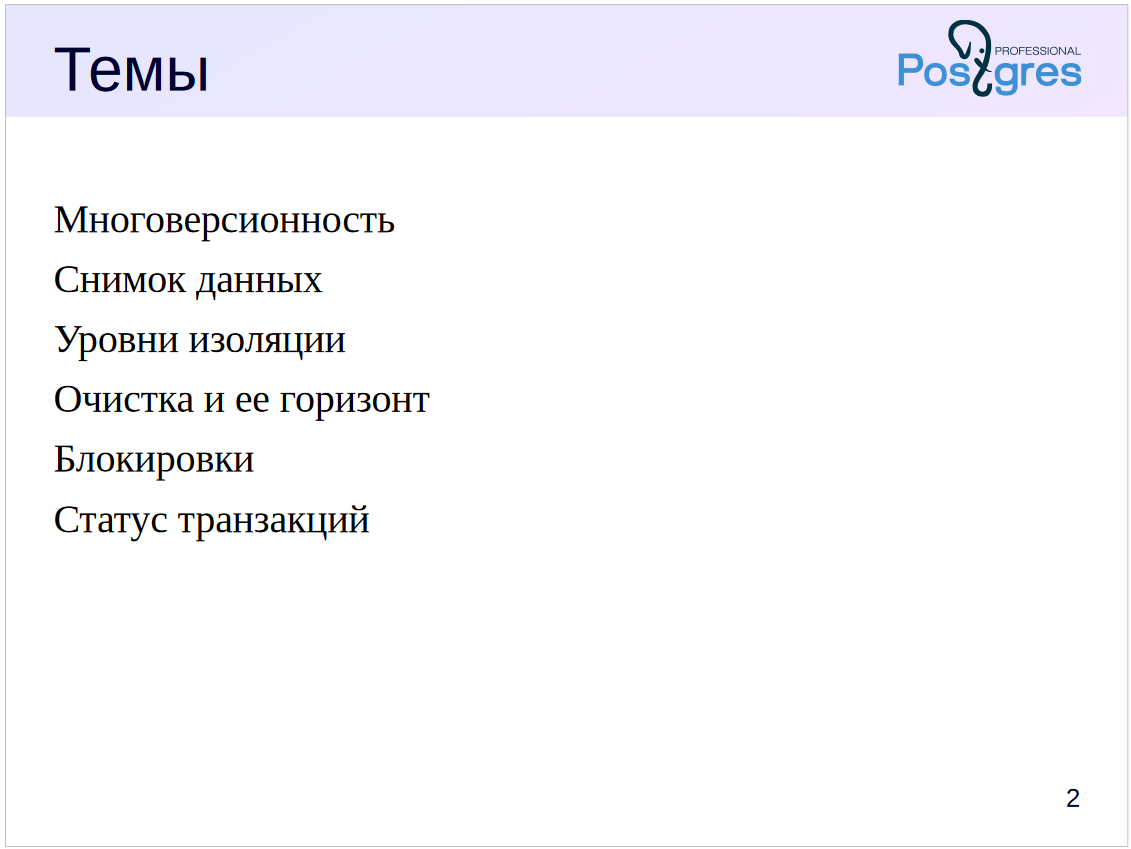 Темы
PROFESSIONAL
Postgres
Многоверсионность
Снимок данных
Уровни изоляции
Очистка и ее горизонт
Блокировки
Статус транзакций
2